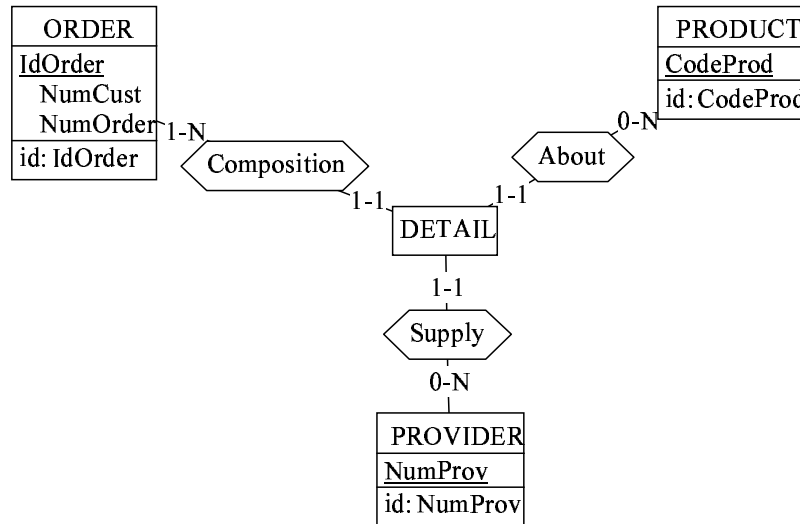 ORDER
IdOrder
NumCust
NumOrder
id: IdOrder
PRODUCT
CodeProd
id: CodeProd
1-N
Composition
1-1
0-N
About
1-1
DETAIL
1-1
Supply
0-N
PROVIDER
NumProv
id: NumProv